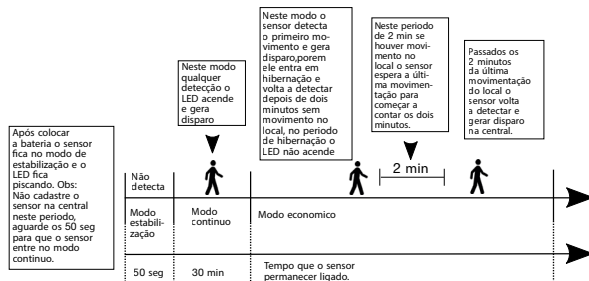 Após colocar
a bateria o sensor
fica no modo de
estabilização e o
LED fica
piscando. Obs:
Não cadastre o
sensor na central
neste período,
aguarde os 50 seg
para que o sensor
entre no modo
continuo.
Neste modo
qualquer
detecção o
LED acende
e gera
disparo
Neste modo o
sensor detecta
o primeiro mo-
vimento e gera
disparo,porem
ele entra em
hibernação e
volta a detectar
depois de dois
minutos sem
movimento no
local, no periodo
de hibernação o
LED não acende
Neste periodo
de 2 min se
houver movi-
mento no
local o sensor
espera a últi-
ma movimen-
tação para
começar a
contar os dois
minutos.
Passados os
2 minutos
da última
movimentação
do local o
sensor volta
a detectar e
gerar disparo
na central.
2 min
Não
detecta
Modo
estabili-
zação
Modo
continuo
Modo economico
50 seg
30 min
Tempo que o sensor
permanecer ligado.